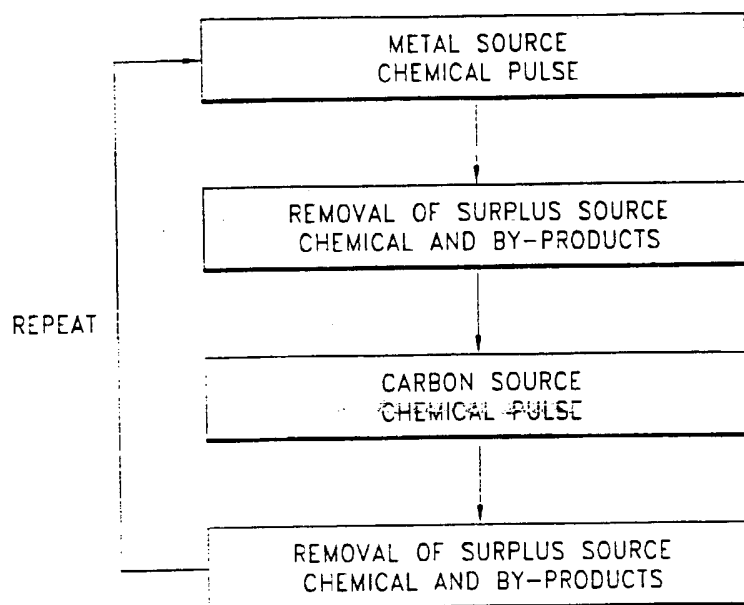 METAL SOURCE
CHEMICAL PULSE
REMOVAL OF SURPLUS SOURCE
CHEMICAL AND BY-PRODUCTS
REPEAT
CARBON SOURCE
CHEMICAL PULSE
REMOVAL OF SURPLUS SOURCE
CHEMICAL AND BY-PRODUCTS